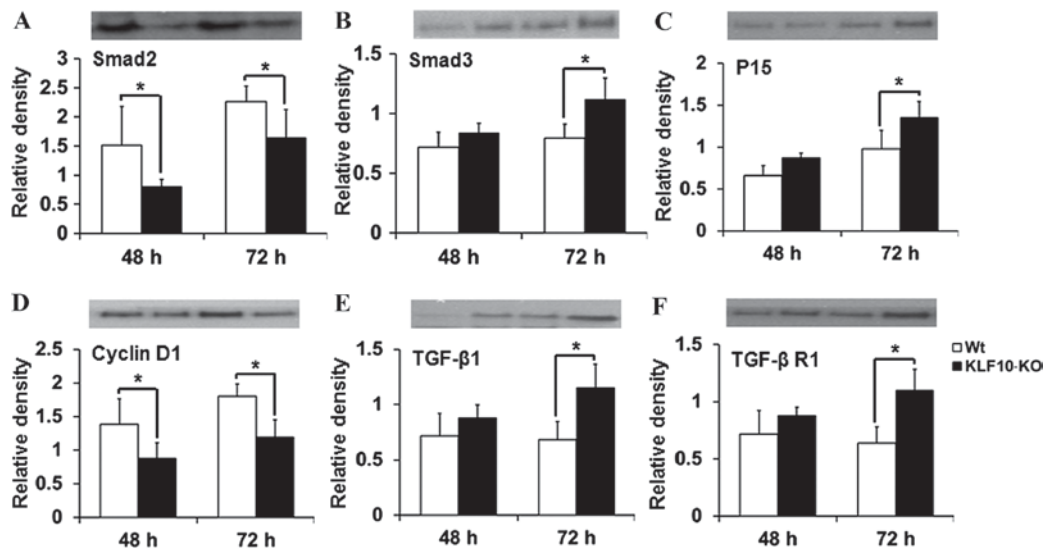 A
Smad2
Relative density
3
2.5
2
1.5
1
0.5
0
*
*
48 h
72 h
B
Smad3
Relative density
1.5
1
0.5
0
*
48 h
72 h
C
P15
Relative density
2
1.5
1
0.5
0
*
48 h
72 h
D
Cyclin D1
Relative density
2.5
2
1.5
1
0.5
0
*
*
48 h
72 h
E
TGF-β1
Relative density
1.5
1
0.5
0
*
48 h
72 h
F
TGF-β R1
Relative density
1.5
1
0.5
0
*
48 h
72 h
Wt
KLF10-KO